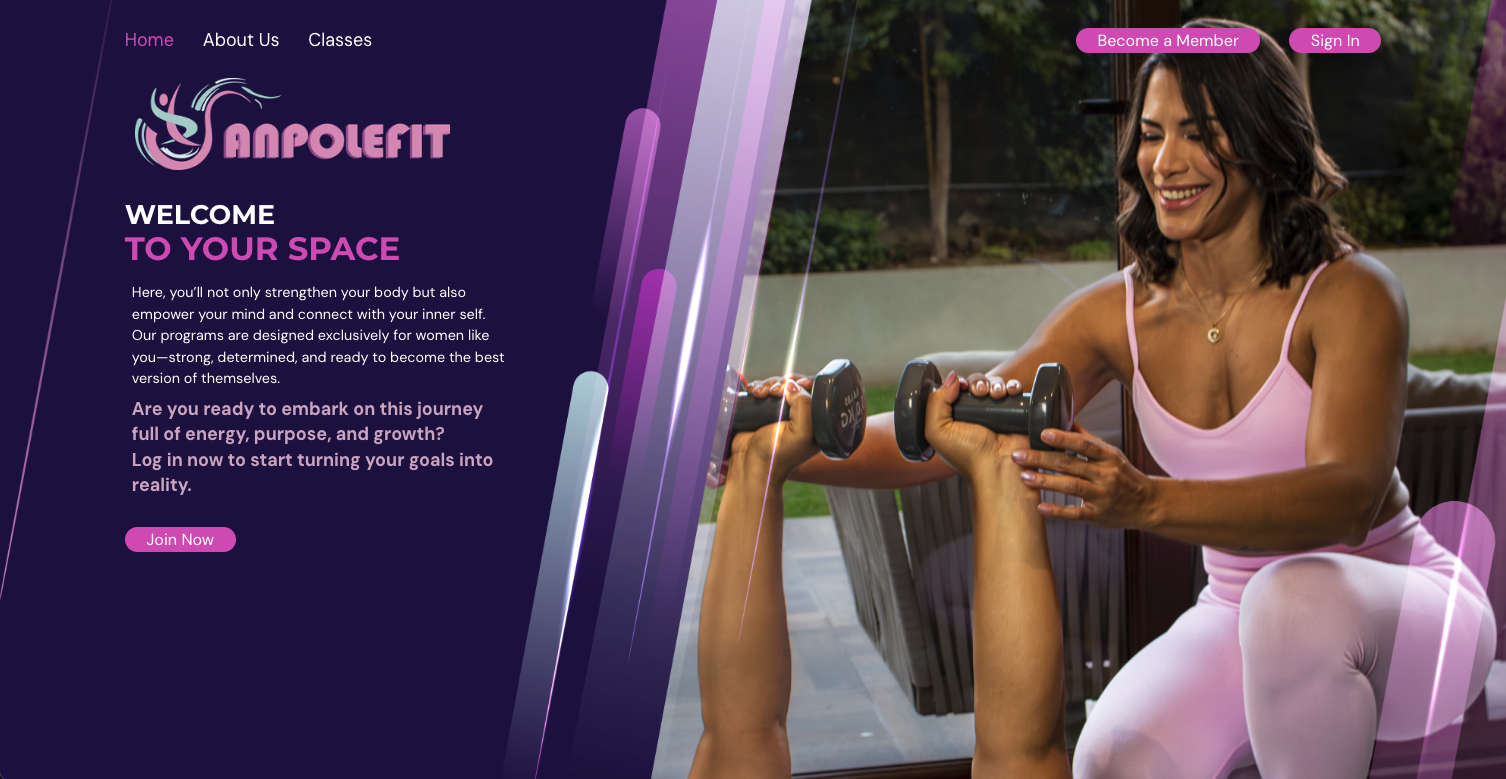 Home About Us Classes Become a Member Sign In
SANPOLEFIT
WELCOME
TO YOUR SPACE
Here, you’ll not only strengthen your body but also
empower your mind and connect with your inner self.
Our programs are designed exclusively for women like
you—strong, determined, and ready to become the best
version of themselves.
Are you ready to embark on this journey
full of energy, purpose, and growth?
Log in now to start turning your goals into
reality.
Join Now